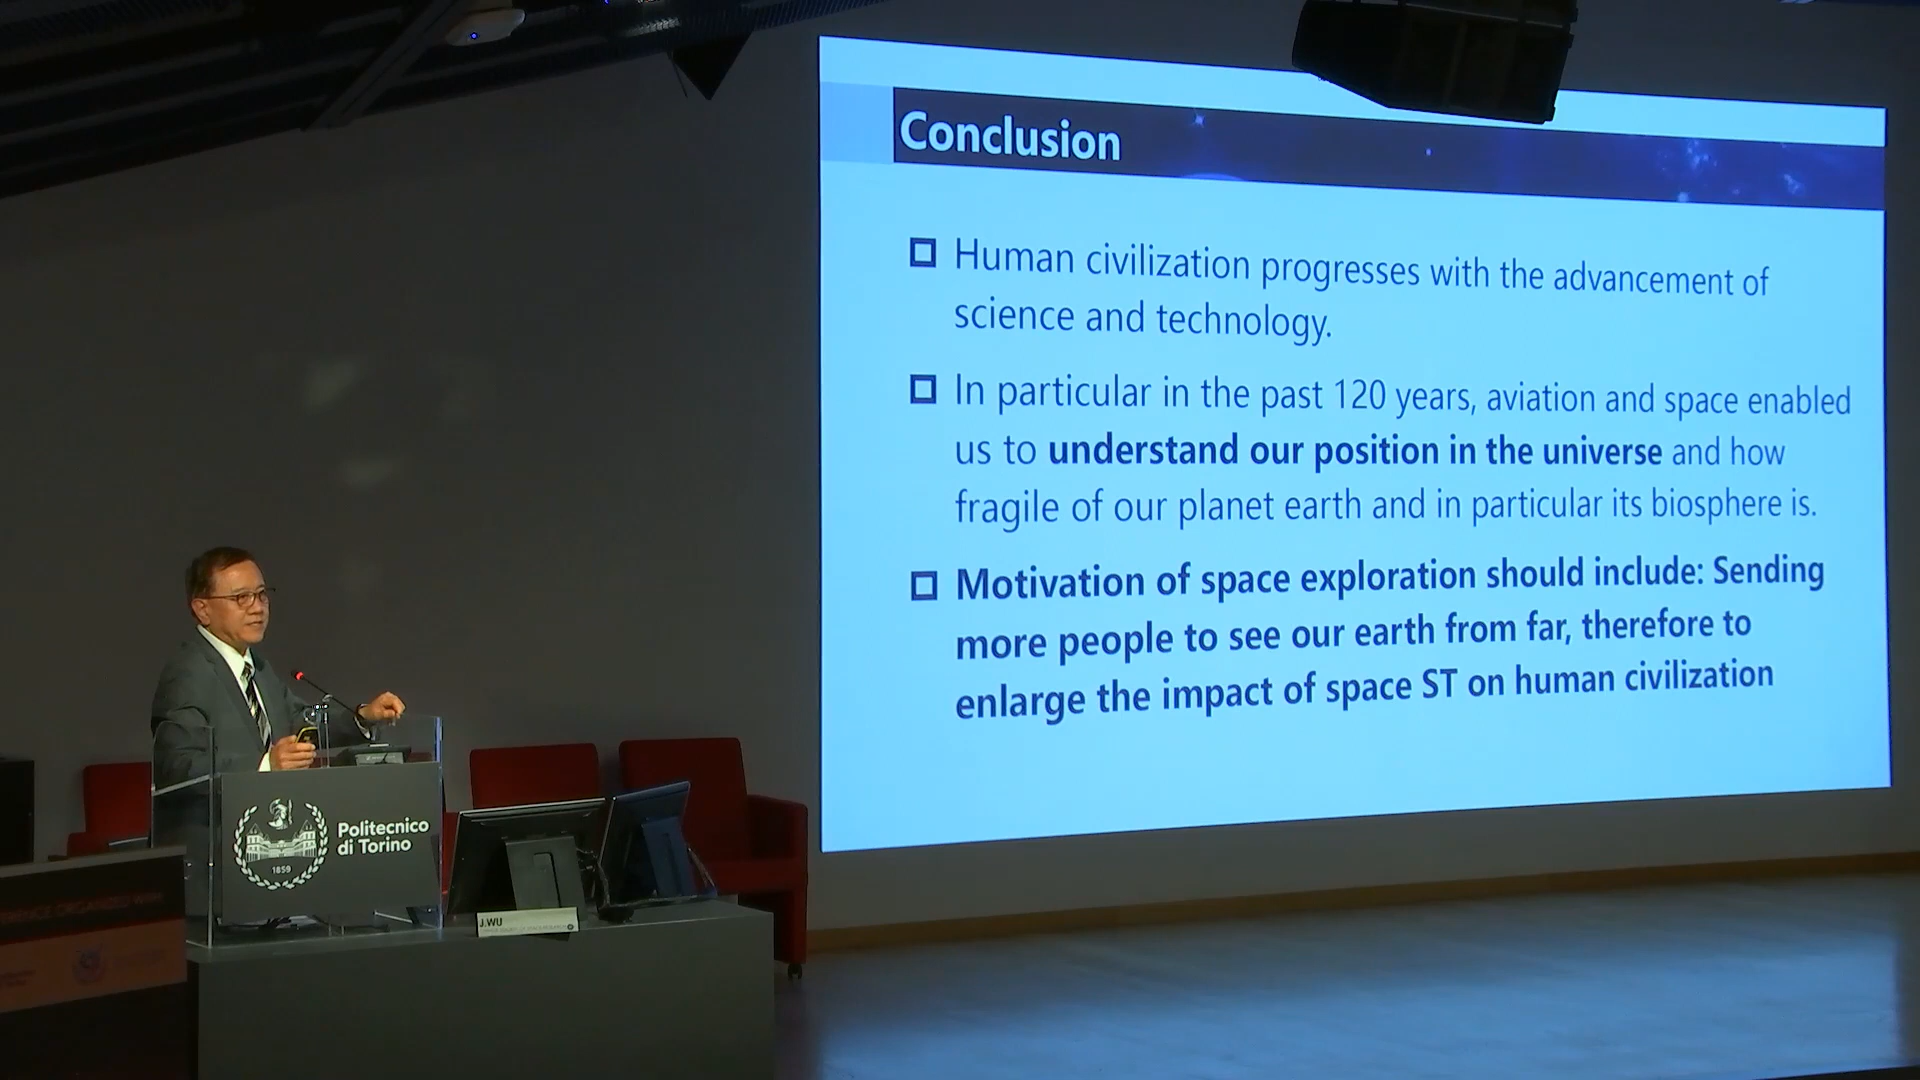 Conclusion
Human civilization progresses with the advancement of
science and technology.
In particular in the past 120 years, aviation and space enabled
us to understand our position in the universe and how
fragile of our planet earth and in particular its biosphere is.
Motivation of space exploration should include: Sending
more people to see our earth from far, therefore to
enlarge the impact of space ST on human civilization
Politecnico
di Torino
1859
J.WU